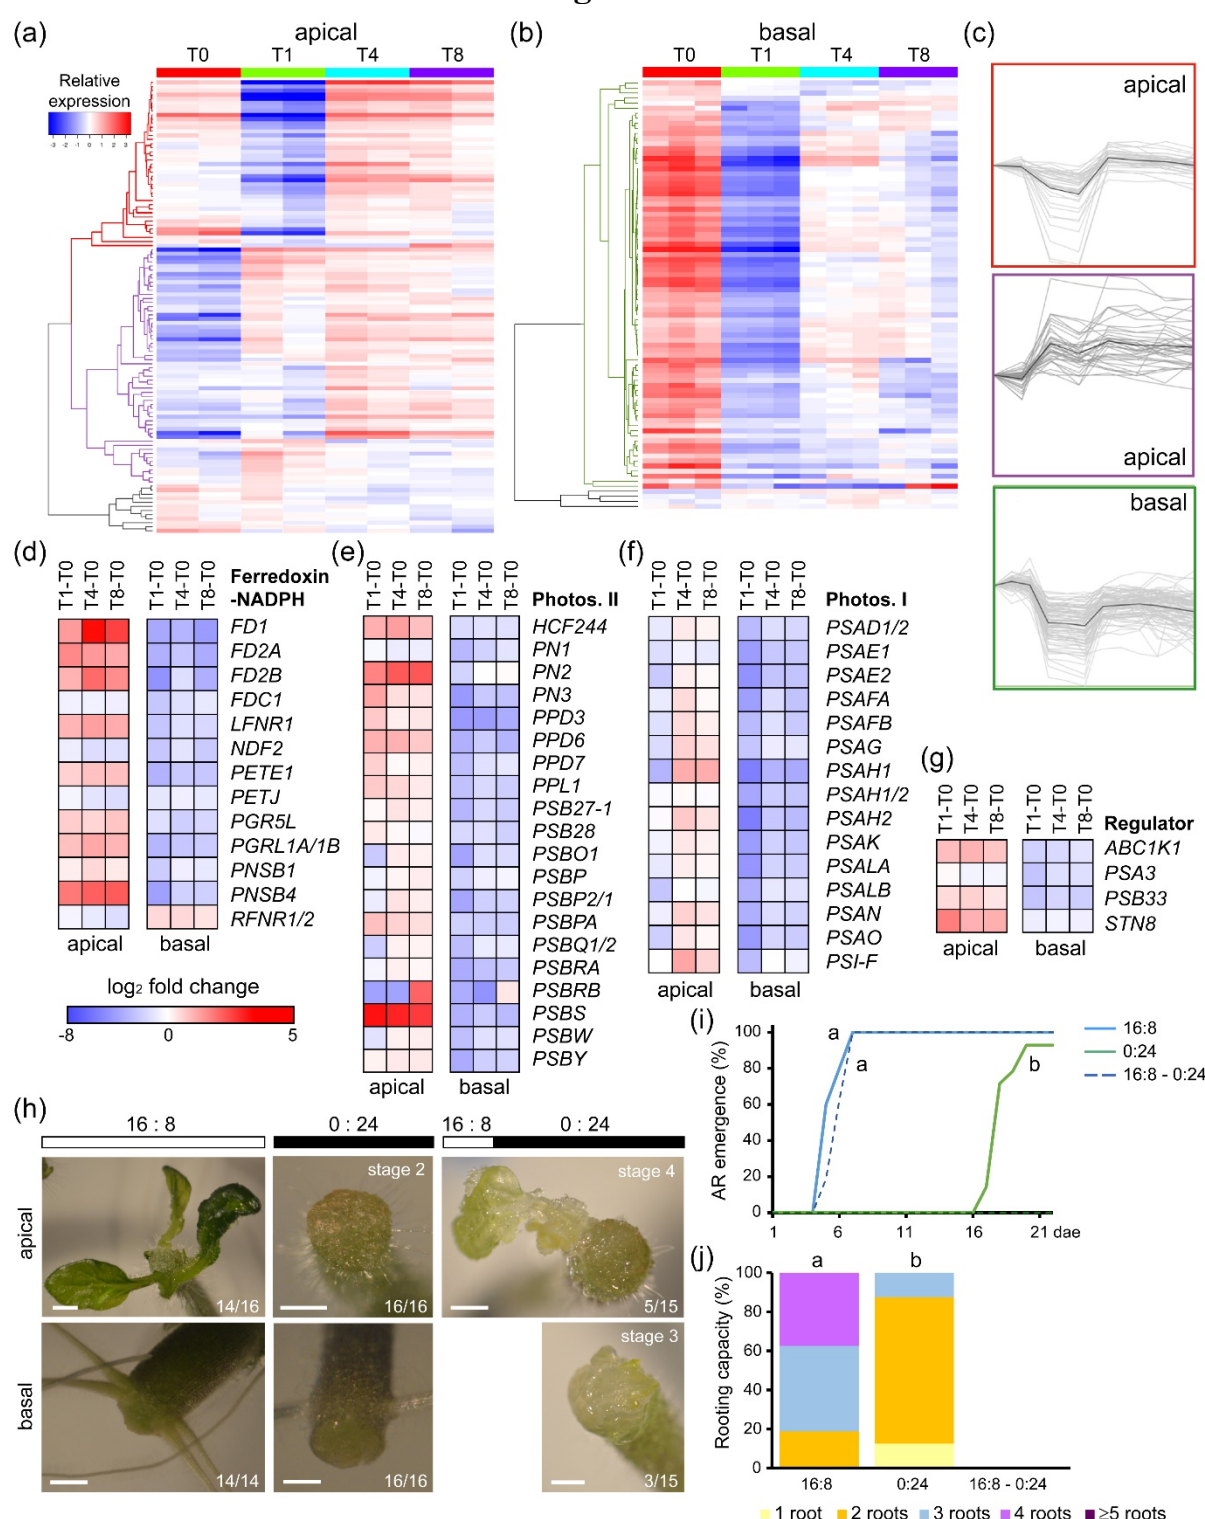 g
(a)
apical
T0 T1 T4 T8
Relative
expression
-3 -2 -1 0 1 2 3
(b)
basal
T0 T1 T4 T8
(c)
apical
apical
basal
(d)
T1-T0
T4-T0
T8-T0
T1-T0
T4-T0
T8-T0
Ferredoxin
-NADPH
FD1
FD2A
FD2B
FDC1
LFNR1
NDF2
PETE1
PETJ
PGR5L
PGRL1A/1B
PNSB1
PNSB4
RFNR1/2
apical
basal
log2 fold change
-8 0 5
(e)
T1-T0
T4-T0
T8-T0
T1-T0
T4-T0
T8-T0
Photos. II
HCF244
PN1
PN2
PN3
PPD3
PPD6
PPD7
PPL1
PSB27-1
PSB28
PSBO1
PSBP
PSBP2/1
PSBPA
PSBQ1/2
PSBRA
PSBRB
PSBS
PSBW
PSBY
apical
basal
(f)
T1-T0
T4-T0
T8-T0
T1-T0
T4-T0
T8-T0
Photos. I
PSAD1/2
PSAE1
PSAE2
PSAFA
PSAFB
PSAG
PSAH1
PSAH1/2
PSAH2
PSAK
PSALA
PSALB
PSAN
PSAO
PSI-F
apical
basal
(g)
T1-T0
T4-T0
T8-T0
T1-T0
T4-T0
T8-T0
Regulator
ABC1K1
PSA3
PSB33
STN8
apical
basal
(h)
16 : 8
0 : 24
16 : 8 0 : 24
apical
14/16
stage 2
16/16
stage 4
5/15
basal
14/14
16/16
stage 3
3/15
(i)
AR emergence (%)
100
80
60
40
20
0
1 6 11 16 21 dae
a
a
b
16:8
0:24
16:8 - 0:24
(j)
Rooting capacity (%)
100
80
60
40
20
0
a
b
16:8 0:24 16:8 - 0:24
1 root 2 roots 3 roots 4 roots ≥5 roots